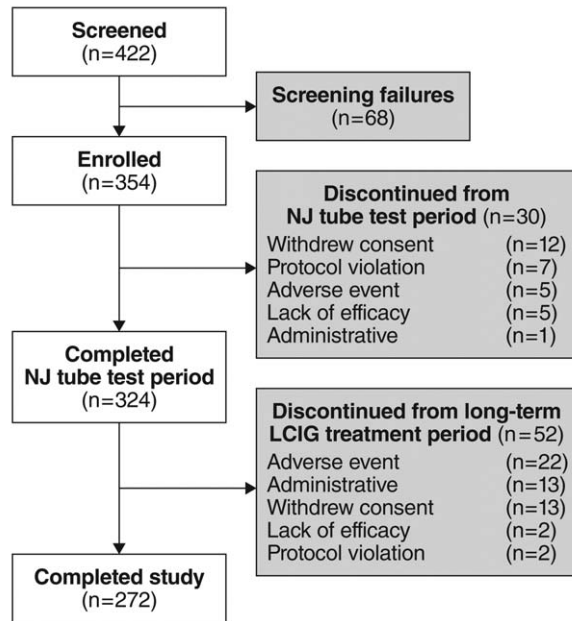 Screened
(n=422)
Screening failures
(n=68)
Enrolled
(n=354)
Discontinued from
NJ tube test period (n=30)
Withdrew consent (n=12)
Protocol violation (n=7)
Adverse event (n=5)
Lack of efficacy (n=5)
Administrative (n=1)
Completed
NJ tube test period
(n=324)
Discontinued from long-term
LCIG treatment period (n=52)
Adverse event (n=22)
Administrative (n=13)
Withdrew consent (n=13)
Lack of efficacy (n=2)
Protocol violation (n=2)
Completed study
(n=272)